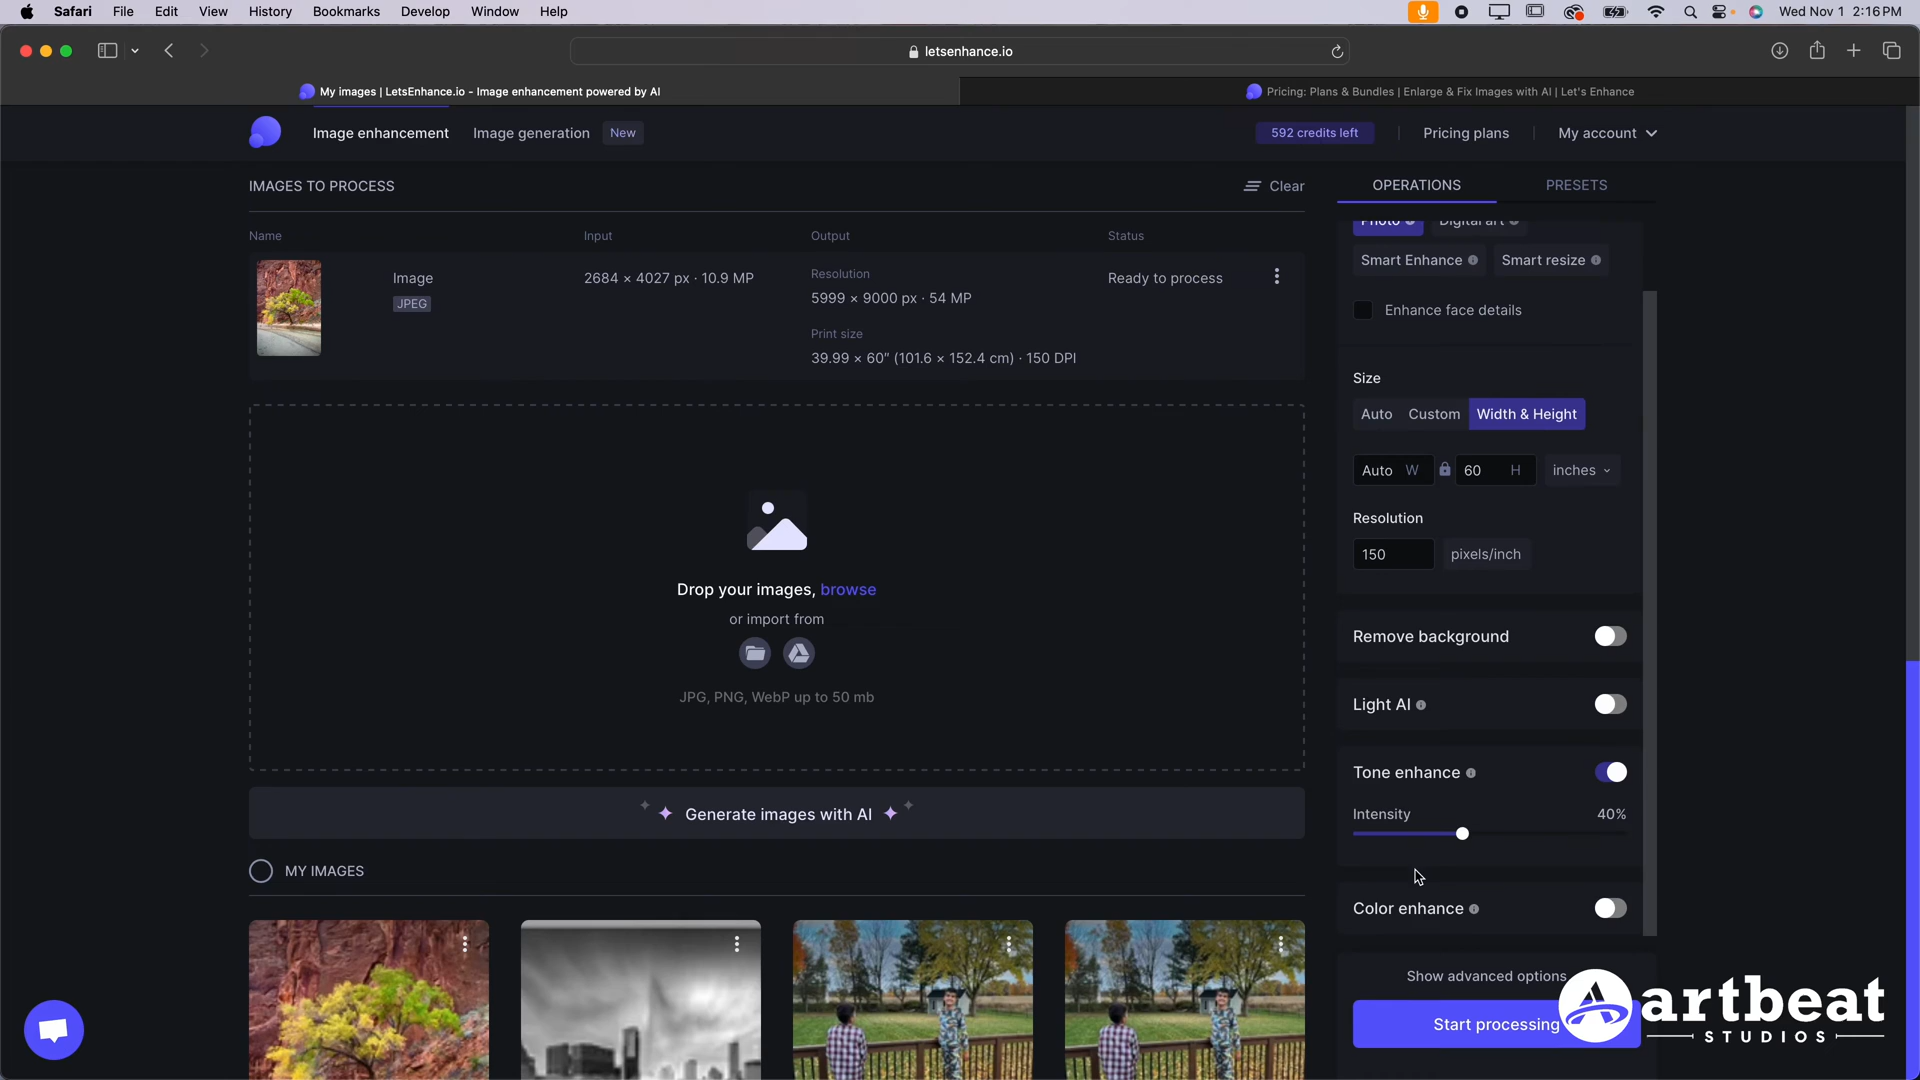 Safari File Edit View History Bookmarks Develop Window Help Wed Nov 1 2:16 PM
letsenhance.io
My images | LetsEnhance.io - Image enhancement powered by AI
Pricing: Plans & Bundles | Enlarge & Fix Images with AI | Let's Enhance
Image enhancement Image generation New 592 credits left Pricing plans My account
IMAGES TO PROCESS Clear
Name Input Output Status
Image 2684 × 4027 px · 10.9 MP Resolution Ready to process
JPEG
5999 × 9000 px · 54 MP
Print size
39.99 × 60″ (101.6 × 152.4 cm) · 150 DPI
Drop your images, browse
or import from
JPG, PNG, WebP up to 50 mb
Generate images with AI
MY IMAGES
OPERATIONS PRESETS
Photo Digital art
Smart Enhance Smart resize
Enhance face details
Size
Auto Custom Width & Height
Auto W 60 H inches
Resolution
150 pixels/inch
Remove background
Light AI
Tone enhance
Intensity 40%
Color enhance
Show advanced options
Start processing
artbeat
STUDIOS